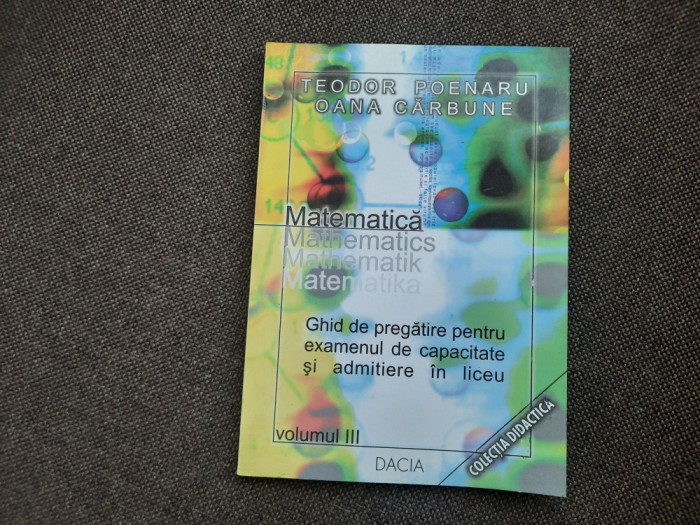 TEODOR POENARU
OANA CĂRBUNE
Matematică
Mathematics
Mathematik
Matematika
Ghid de pregătire pentru
examenul de capacitate
şi admitiere în liceu
volumul III
COLECŢIA DIDACTICA
DACIA